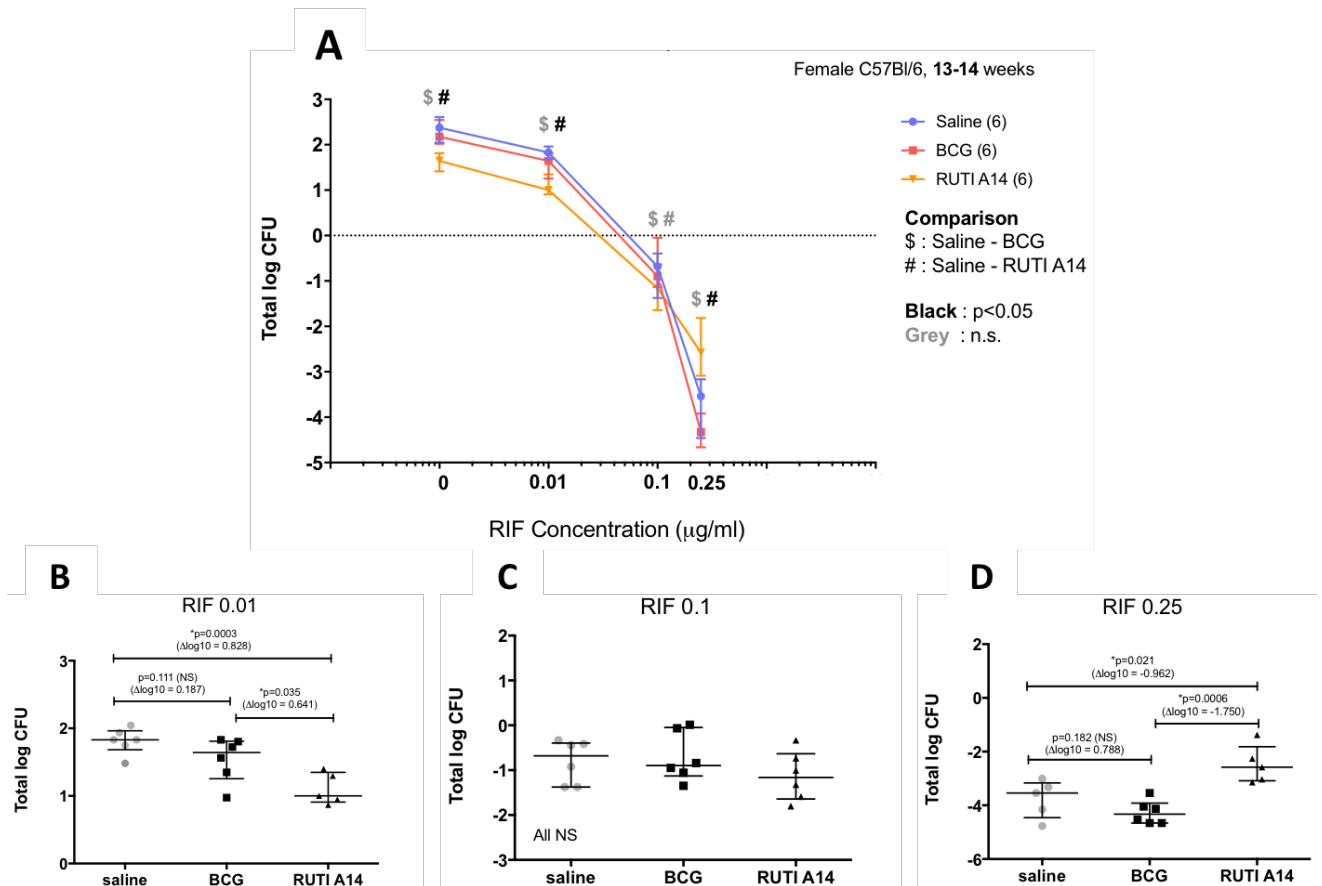 A
Female C57Bl/6, 13-14 weeks
3
2
1
0
-1
-2
-3
-4
-5
Total log CFU
$ #
$ #
$ #
$ #
Saline (6)
BCG (6)
RUTI A14 (6)
Comparison
$ : Saline - BCG
# : Saline - RUTI A14
Black : p<0.05
Grey : n.s.
0
0.01
0.1
0.25
RIF Concentration (μg/ml)
B
RIF 0.01
*p=0.0003
(Δlog10 = 0.828)
p=0.111 (NS)
(Δlog10 = 0.187)
*p=0.035
(Δlog10 = 0.641)
Total log CFU
3
2
1
0
saline
BCG
RUTI A14
C
RIF 0.1
Total log CFU
2
1
0
-1
-2
-3
All NS
saline
BCG
RUTI A14
D
RIF 0.25
*p=0.021
(Δlog10 = -0.962)
*p=0.0006
(Δlog10 = -1.750)
p=0.182 (NS)
(Δlog10 = 0.788)
Total log CFU
2
0
-2
-4
-6
saline
BCG
RUTI A14